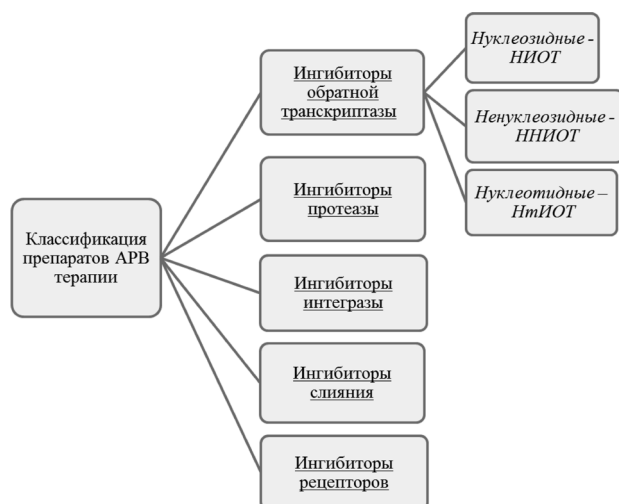 Классификация
препаратов АРВ
терапии
Ингибиторы
обратной
транскриптазы
Нуклеозидные -
НИОТ
Ненуклеозидные -
ННИОТ
Нуклеотидные –
НтИОТ
Ингибиторы
протеазы
Ингибиторы
интегразы
Ингибиторы
слияния
Ингибиторы
рецепторов